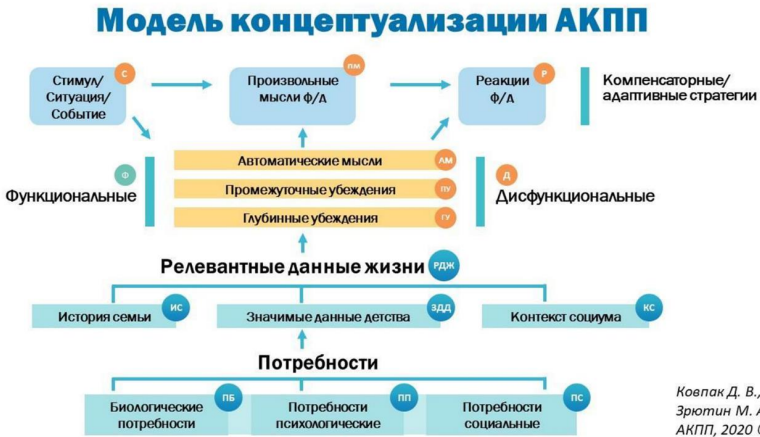 Модель концептуализации АКПП
С
Стимул/
Ситуация/
Событие
ПМ
Произвольные
мысли ф/д
Р
Реакции
ф/д
Компенсаторные/
адаптивные стратегии
Ф
Функциональные
Автоматические мысли
АМ
Промежуточные убеждения
ПУ
Глубинные убеждения
ГУ
Д
Дисфункциональные
Релевантные данные жизни
РДЖ
История семьи
ИС
Значимые данные детства
ЗДД
Контекст социума
КС
Потребности
Биологические
потребности
ПБ
Потребности
психологические
ПП
Потребности
социальные
ПС
Ковпак Д. В.,
Зрютин М. А
АКПП, 2020